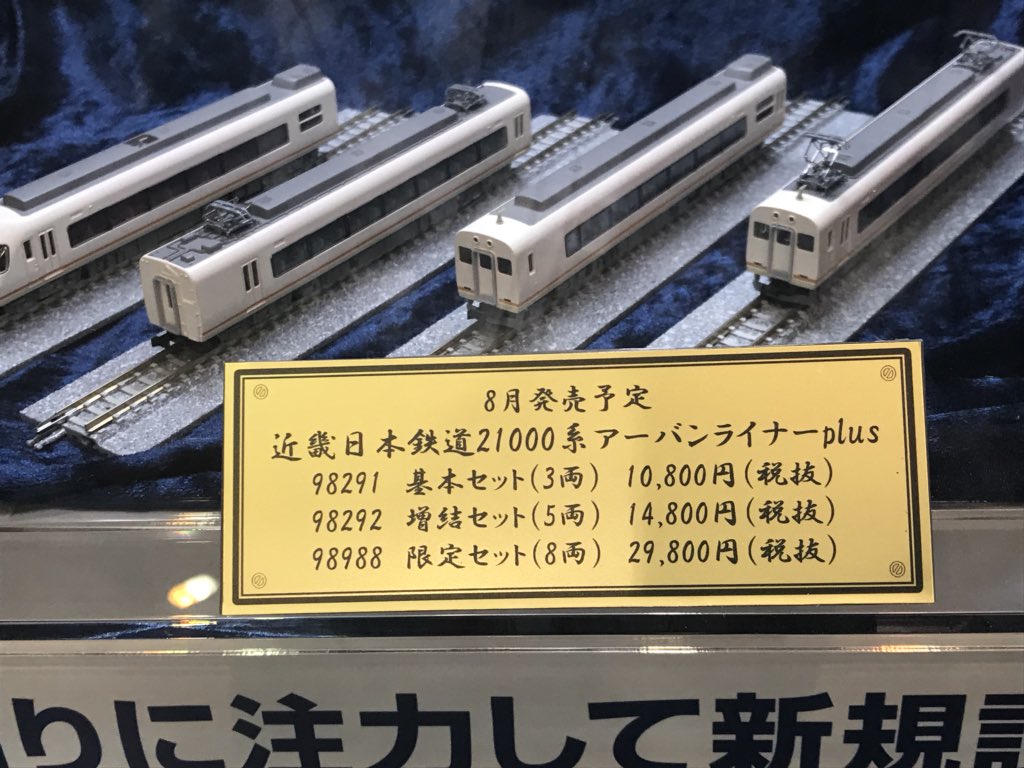 8月発売予定
近畿日本鉄道21000系アーバンライナーplus
98291 基本セット(3両) 10,800円(税抜)
98292 増結セット(5両) 14,800円(税抜)
98988 限定セット(8両) 29,800円(税抜)
りに注力して新規